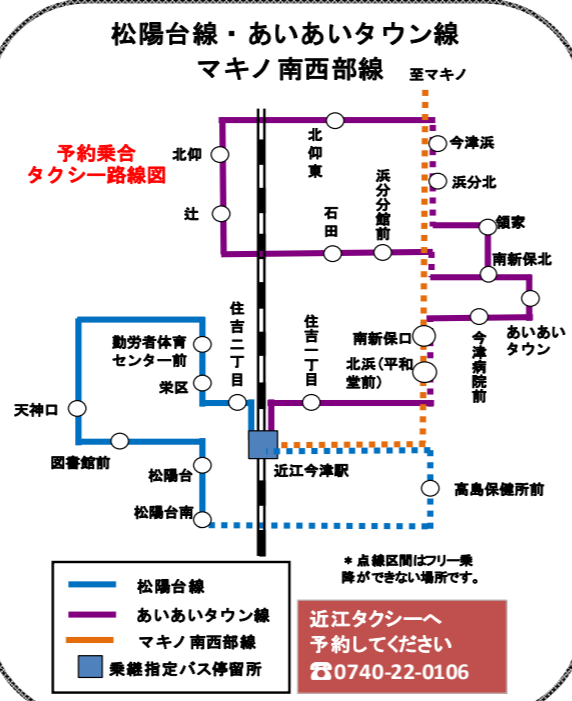 松陽台線・あいあいタウン線
マキノ南西部線
至マキノ
予約乗合
タクシー路線図
北仰
北仰東
今津浜
浜分北
辻
石田
浜分分館前
領家
南新保北
あいあい
タウン
今津病院前
南新保口
北浜(平和
堂前)
住吉二丁目
住吉一丁目
勤労者体育
センター前
栄区
天神口
図書館前
松陽台
松陽台南
近江今津駅
高島保健所前
*点線区間はフリー乗
降ができない場所です。
松陽台線
あいあいタウン線
マキノ南西部線
乗継指定バス停留所
近江タクシーへ
予約してください
☎0740-22-0106